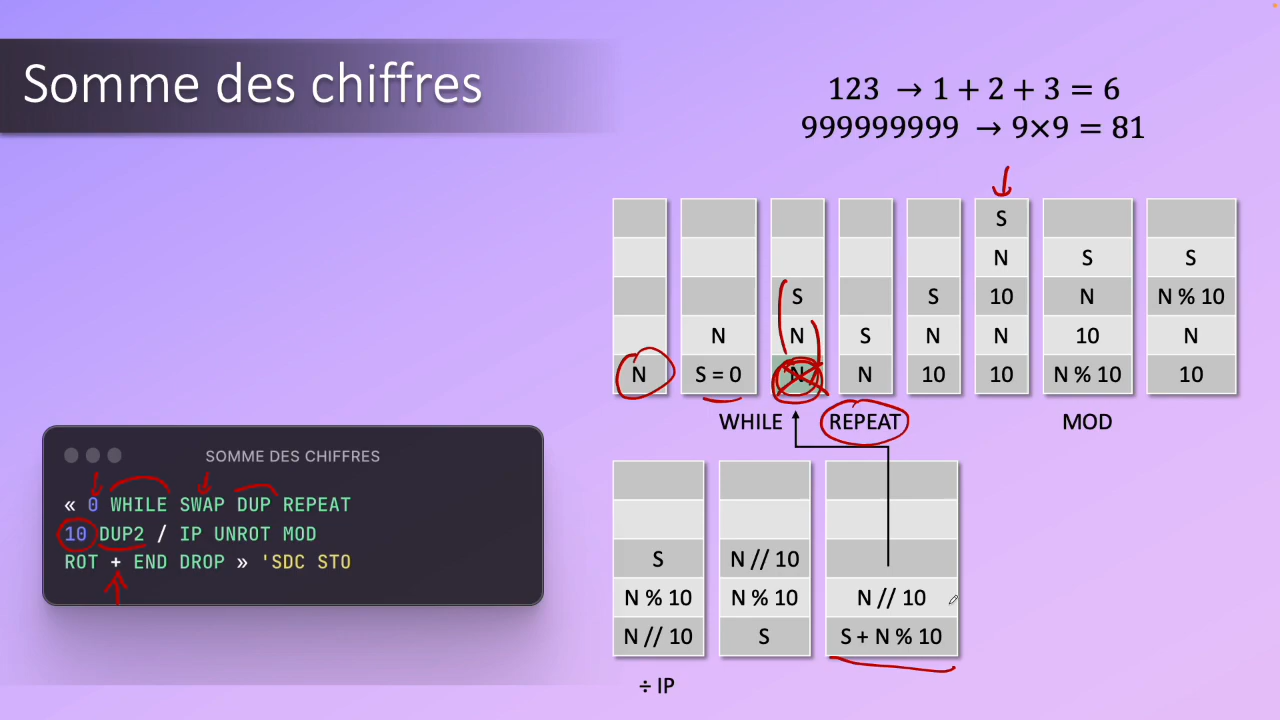 Somme des chiffres
123 → 1 + 2 + 3 = 6
999999999 → 9×9 = 81
N
N
S = 0
S
N
N
S
N
S
N
10
S
N
10
N
10
S
N
10
N % 10
S
N % 10
N
10
WHILE
REPEAT
MOD
SOMME DES CHIFFRES
« 0 WHILE SWAP DUP REPEAT
10 DUP2 / IP UNROT MOD
ROT + END DROP » 'SDC STO
S
N % 10
N // 10
N // 10
N % 10
S
N // 10
S + N % 10
÷ IP